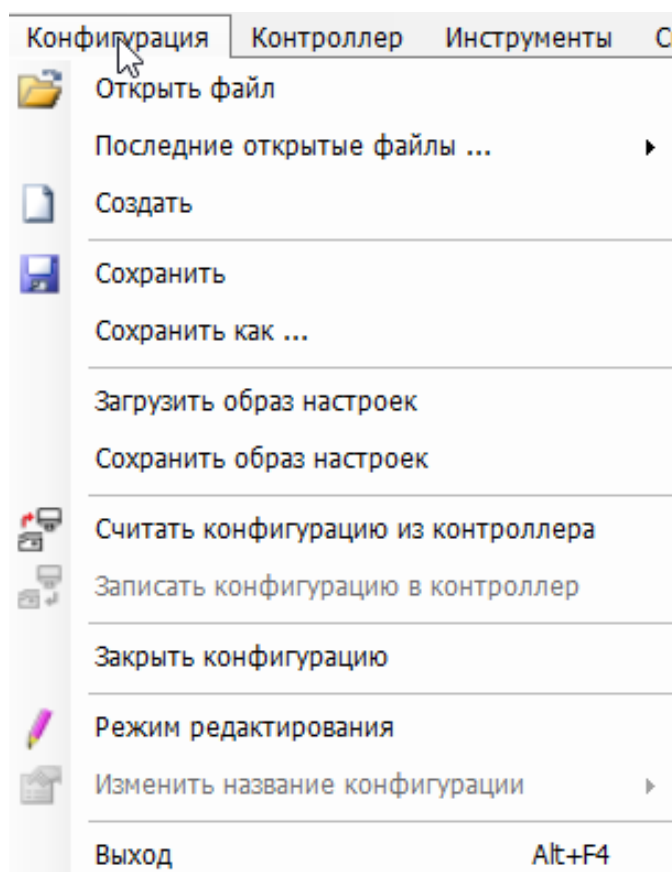 Конфигурация Контроллер Инструменты
Открыть файл
Последние открытые файлы ...
Создать
Сохранить
Сохранить как ...
Загрузить образ настроек
Сохранить образ настроек
Считать конфигурацию из контроллера
Записать конфигурацию в контроллер
Закрыть конфигурацию
Режим редактирования
Изменить название конфигурации
Выход Alt+F4